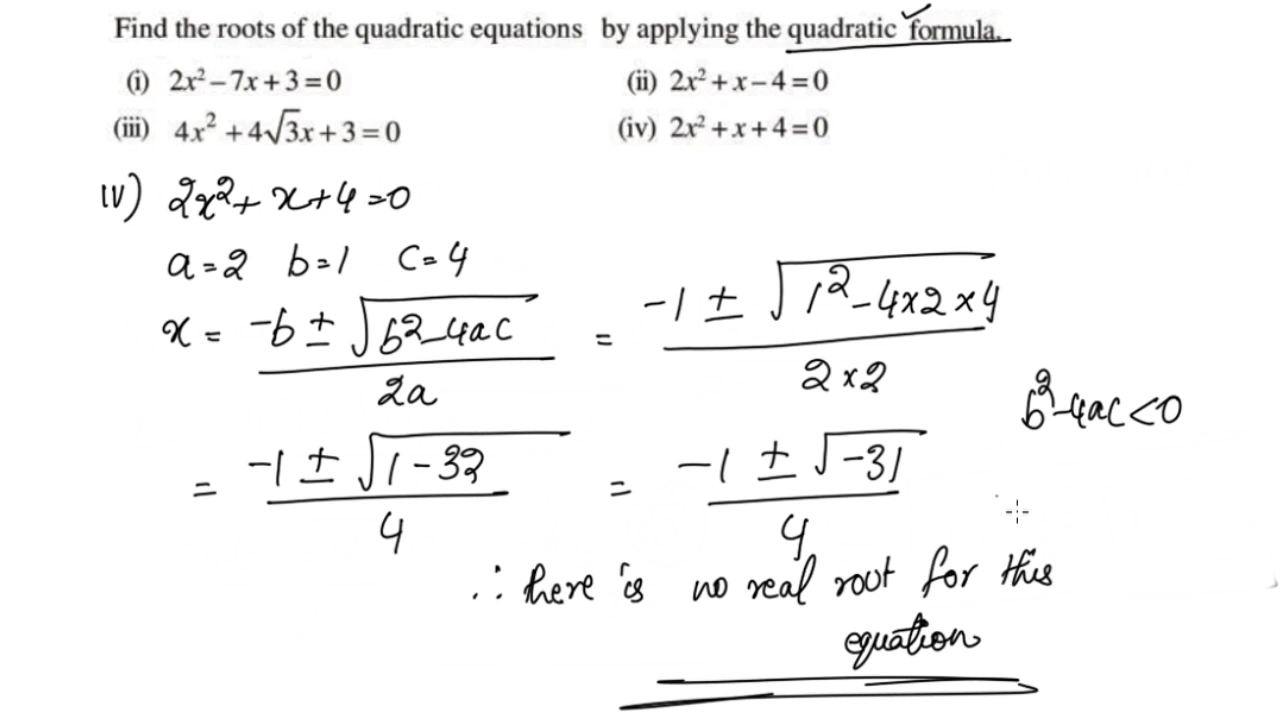 Find the roots of the quadratic equations by applying the quadratic formula.
(i) 2x² – 7x + 3 = 0 (ii) 2x² + x – 4 = 0
(iii) 4x² + 4√3x + 3 = 0 (iv) 2x² + x + 4 = 0
IV) 2x² + x + 4 = 0
a = 2 b = 1 c = 4
x = (-b ± √(b² - 4ac)) / 2a = (-1 ± √(1² - 4×2×4)) / 2×2
b² - 4ac < 0
= (-1 ± √(1 - 32)) / 4 = (-1 ± √-31) / 4
∴ here is no real root for this
equation